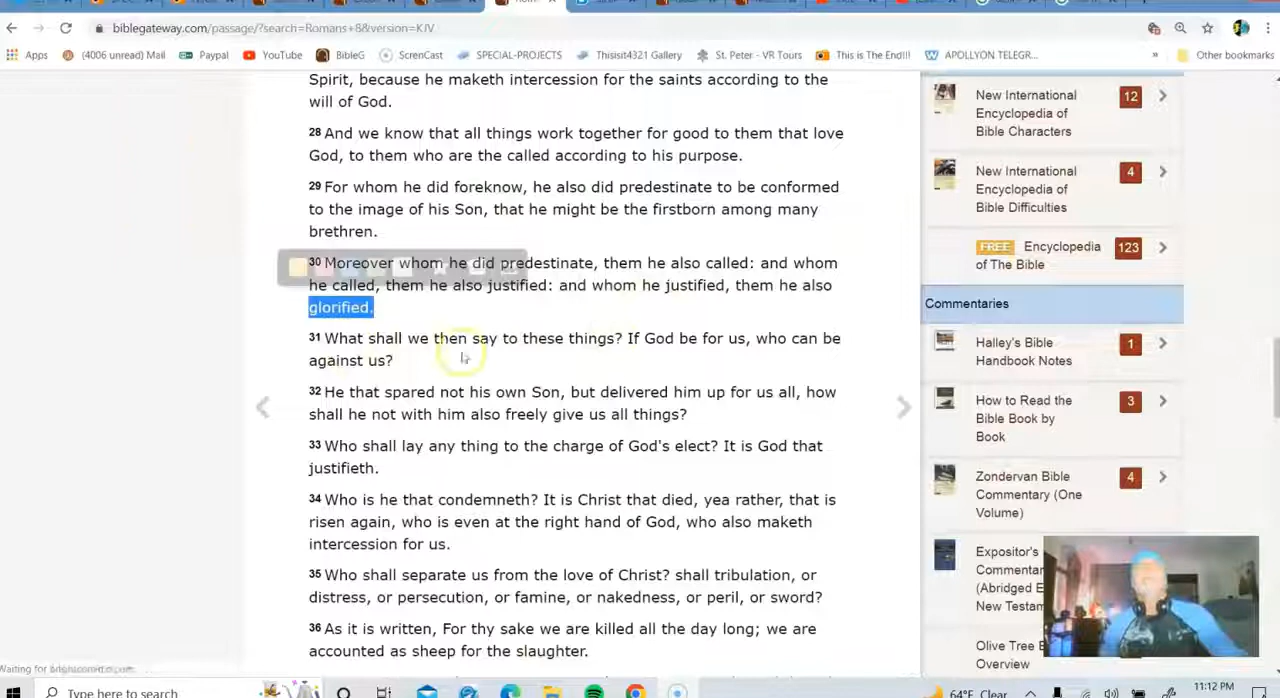 biblegateway.com/passage/?search=Romans+8&version=KJV
Apps (4006 unread) Mail Paypal YouTube BibleG ScrenCast SPECIAL-PROJECTS Thisisit4321 Gallery St. Peter - VR Tours This is The End!!! APOLLYON TELEGR... » Other bookmarks
Spirit, because he maketh intercession for the saints according to the
will of God.
28 And we know that all things work together for good to them that love
God, to them who are the called according to his purpose.
29 For whom he did foreknow, he also did predestinate to be conformed
to the image of his Son, that he might be the firstborn among many
brethren.
30 Moreover whom he did predestinate, them he also called: and whom
he called, them he also justified: and whom he justified, them he also
glorified.
31 What shall we then say to these things? If God be for us, who can be
against us?
32 He that spared not his own Son, but delivered him up for us all, how
shall he not with him also freely give us all things?
33 Who shall lay any thing to the charge of God's elect? It is God that
justifieth.
34 Who is he that condemneth? It is Christ that died, yea rather, that is
risen again, who is even at the right hand of God, who also maketh
intercession for us.
35 Who shall separate us from the love of Christ? shall tribulation, or
distress, or persecution, or famine, or nakedness, or peril, or sword?
36 As it is written, For thy sake we are killed all the day long; we are
accounted as sheep for the slaughter.
New International
Encyclopedia of
Bible Characters
12
New International
Encyclopedia of
Bible Difficulties
4
FREE Encyclopedia
of The Bible
123
Commentaries
Halley's Bible
Handbook Notes
1
How to Read the
Bible Book by
Book
3
Zondervan Bible
Commentary (One
Volume)
4
Expositor's
Commentar
(Abridged E
New Testam
Olive Tree B
Overview
Waiting for
Type here to search
64°F Clear
11:12 PM